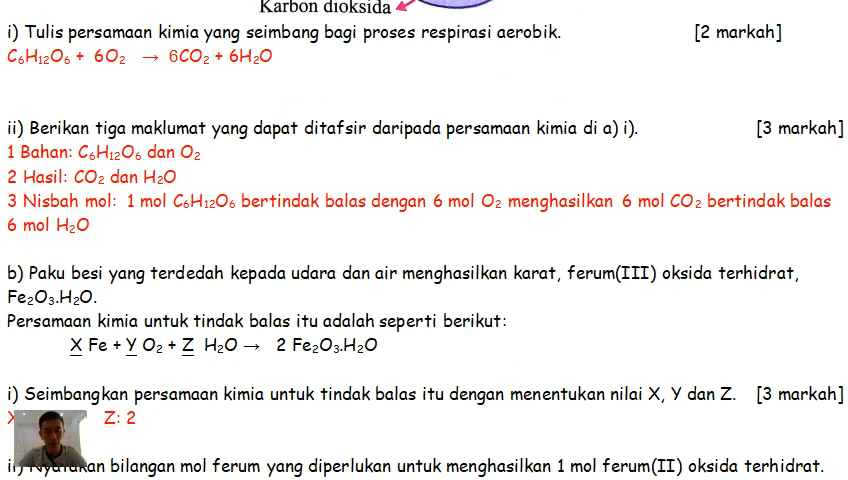 Karbon dioksida
i) Tulis persamaan kimia yang seimbang bagi proses respirasi aerobik. [2 markah]
C₆H₁₂O₆ + 6O₂ → 6CO₂ + 6H₂O
ii) Berikan tiga maklumat yang dapat ditafsir daripada persamaan kimia di a) i). [3 markah]
1 Bahan: C₆H₁₂O₆ dan O₂
2 Hasil: CO₂ dan H₂O
3 Nisbah mol: 1 mol C₆H₁₂O₆ bertindak balas dengan 6 mol O₂ menghasilkan 6 mol CO₂ bertindak balas
6 mol H₂O
b) Paku besi yang terdedah kepada udara dan air menghasilkan karat, ferum(III) oksida terhidrat,
Fe₂O₃.H₂O.
Persamaan kimia untuk tindak balas itu adalah seperti berikut:
X Fe + Y O₂ + Z H₂O → 2 Fe₂O₃.H₂O
i) Seimbangkan persamaan kimia untuk tindak balas itu dengan menentukan nilai X, Y dan Z. [3 markah]
Z: 2
bilangan mol ferum yang diperlukan untuk menghasilkan 1 mol ferum(II) oksida terhidrat.